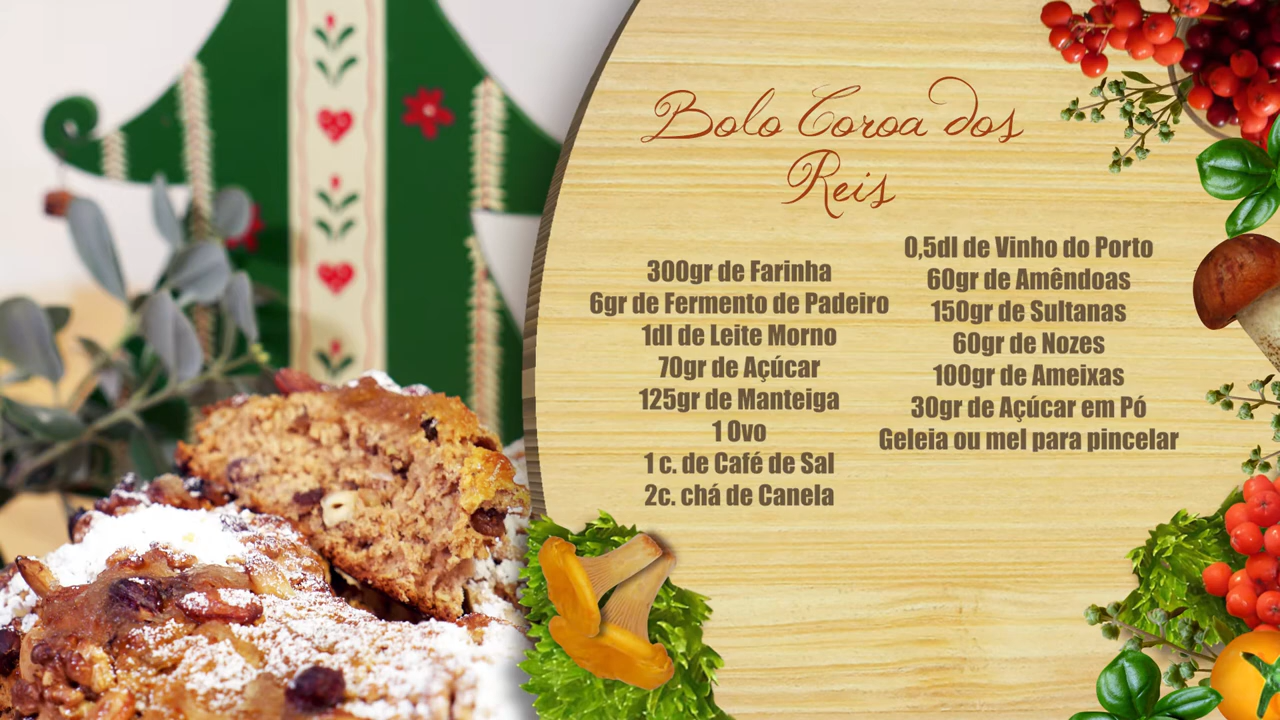 Bolo Coroa dos
Reis
300gr de Farinha
6gr de Fermento de Padeiro
1dl de Leite Morno
70gr de Açúcar
125gr de Manteiga
1 Ovo
1 c. de Café de Sal
2c. chá de Canela
0,5dl de Vinho do Porto
60gr de Amêndoas
150gr de Sultanas
60gr de Nozes
100gr de Ameixas
30gr de Açúcar em Pó
Geleia ou mel para pincelar